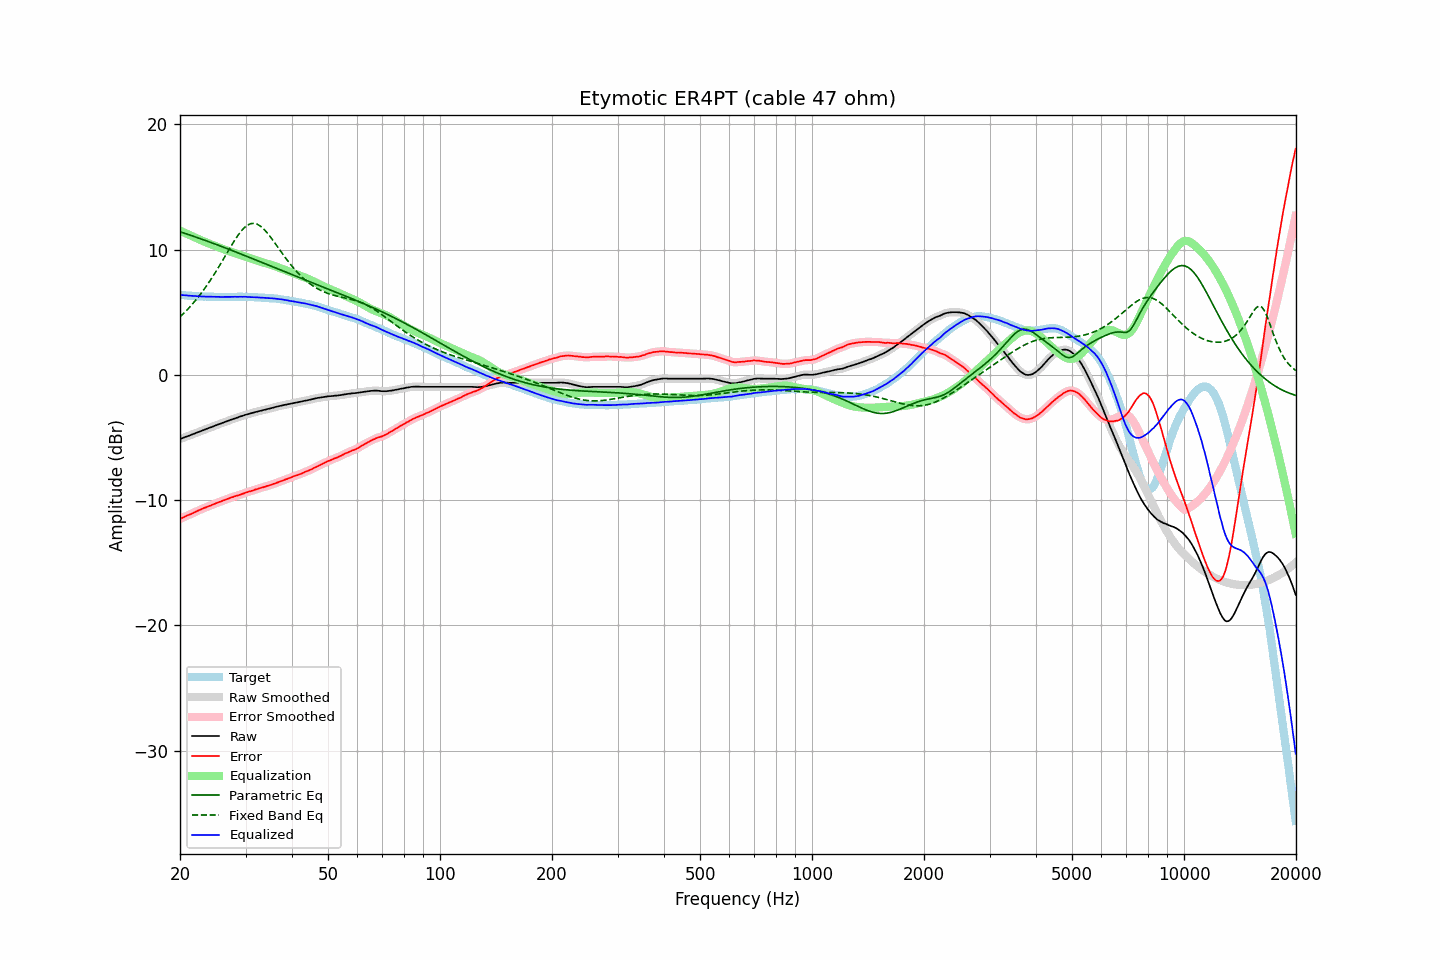 Etymotic ER4PT (cable 47 ohm)
20
10
0
−10
−20
−30
Amplitude (dBr)
Target
Raw Smoothed
Error Smoothed
Raw
Error
Equalization
Parametric Eq
Fixed Band Eq
Equalized
20 50 100 200 500 1000 2000 5000 10000 20000
Frequency (Hz)